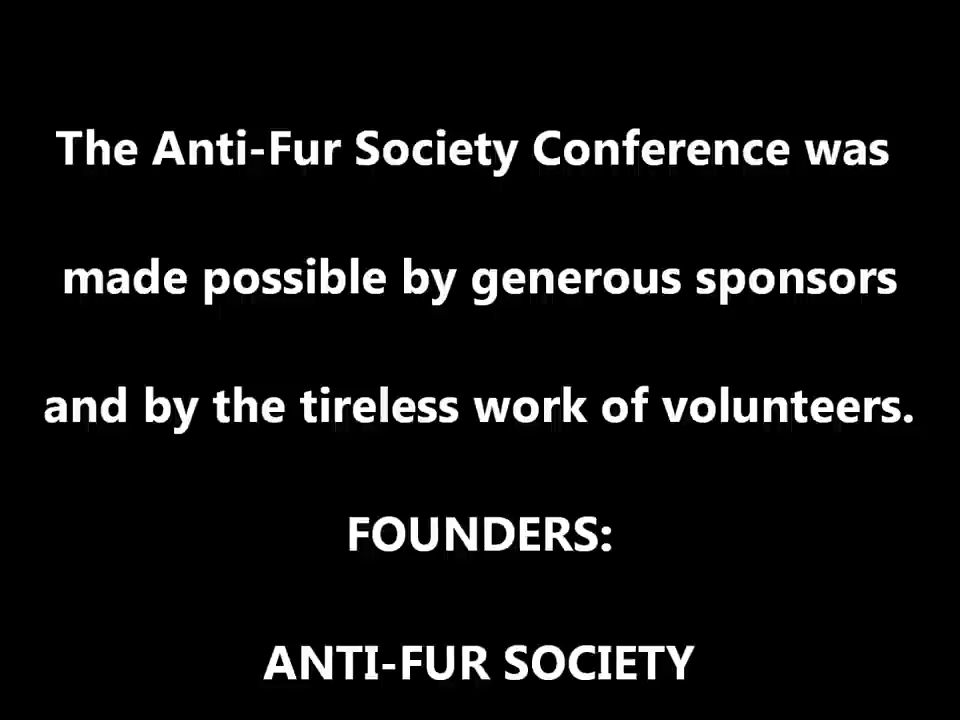 The Anti-Fur Society Conference was
made possible by generous sponsors
and by the tireless work of volunteers.
FOUNDERS:
ANTI-FUR SOCIETY